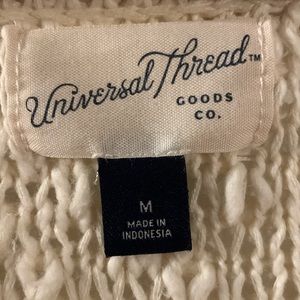 Universal Thread™
GOODS
CO.
M
MADE IN
INDONESIA